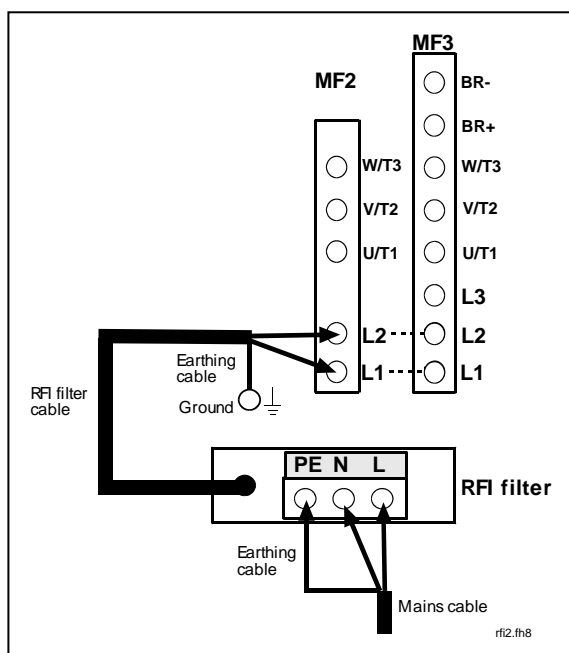 MF3
MF2
BR-
BR+
W/T3
W/T3
V/T2
V/T2
U/T1
U/T1
L3
L2
L2
L1
L1
RFI filter
cable
Earthing
cable
Ground
PE N L
RFI filter
Earthing
cable
Mains cable
rfi2.fh8